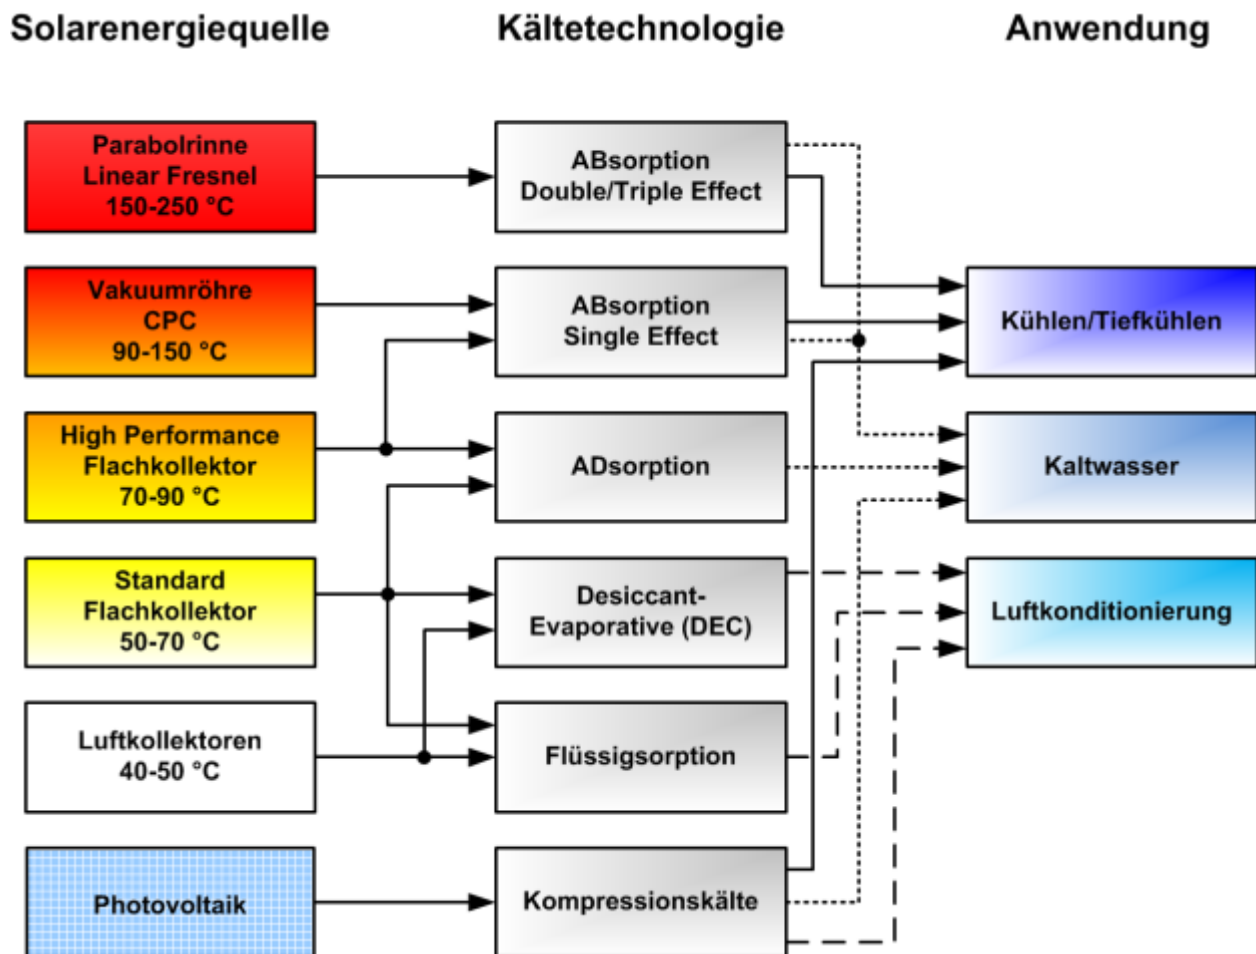 Solarenergiequelle
Kältetechnologie
Anwendung
Parabolrinne
Linear Fresnel
150-250 °C
ABsorption
Double/Triple Effect
Vakuumröhre
CPC
90-150 °C
ABsorption
Single Effect
Kühlen/Tiefkühlen
High Performance
Flachkollektor
70-90 °C
ADsorption
Kaltwasser
Standard
Flachkollektor
50-70 °C
Desiccant-
Evaporative (DEC)
Luftkonditionierung
Luftkollektoren
40-50 °C
Flüssigsorption
Photovoltaik
Kompressionskälte